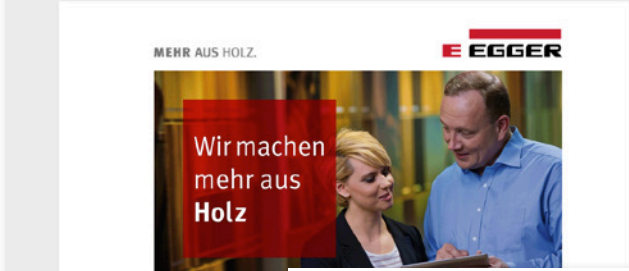 MEHR AUS HOLZ.
E EGGER
Wir machen
mehr aus
Holz